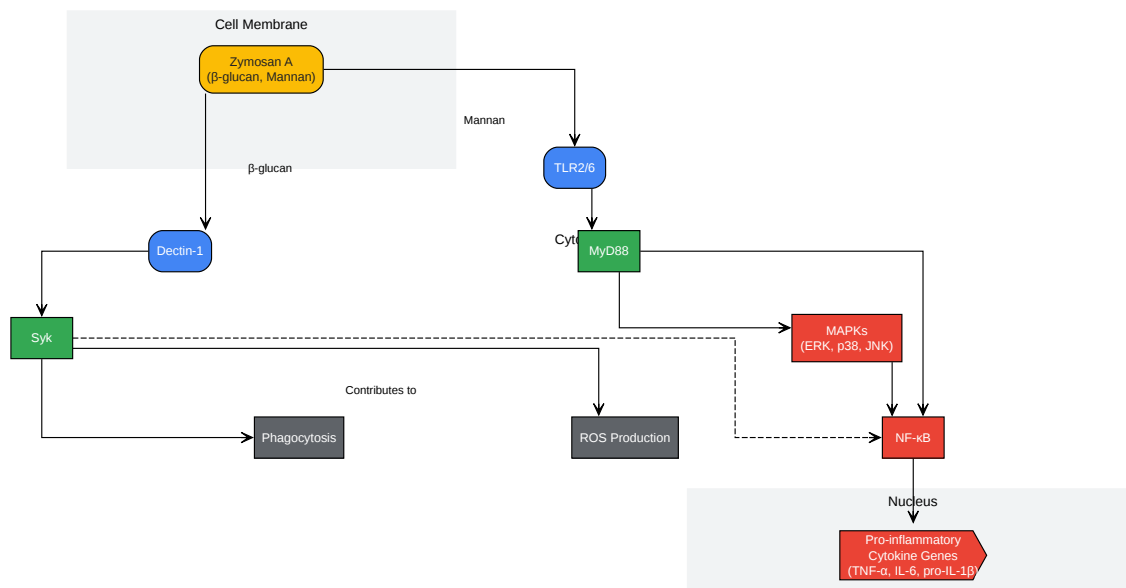 Cell Membrane
Zymosan A
(β-glucan, Mannan)
Mannan
β-glucan
TLR2/6
Dectin-1
MyD88
Syk
MAPKs
(ERK, p38, JNK)
Contributes to
Phagocytosis
ROS Production
NF-κB
Nucleus
Pro-inflammatory
Cytokine Genes
(TNF-α, IL-6, pro-IL-1β)